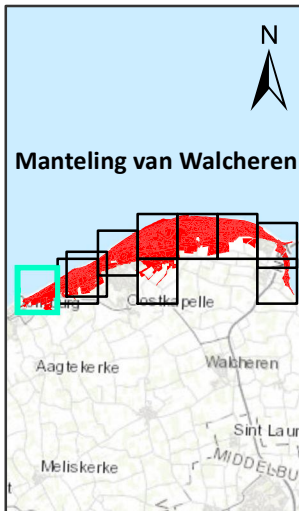 N
Manteling van Walcheren
Oostkapelle
Aagtekerke
Walcheren
Sint Laur
MIDDELBU
Meliskerke
t